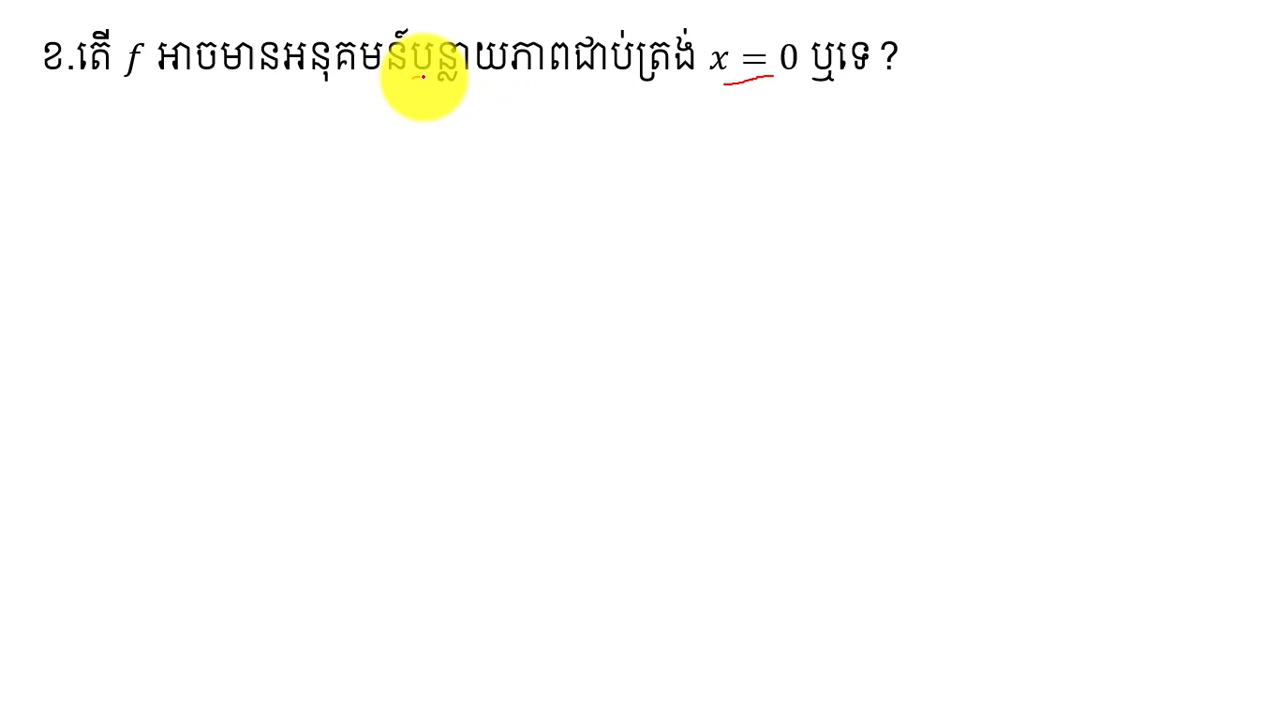 ខ.តើ f អាចមានអនុគមន៍បន្លាយភាពជាប់ត្រង់ x = 0 ឬទេ ?